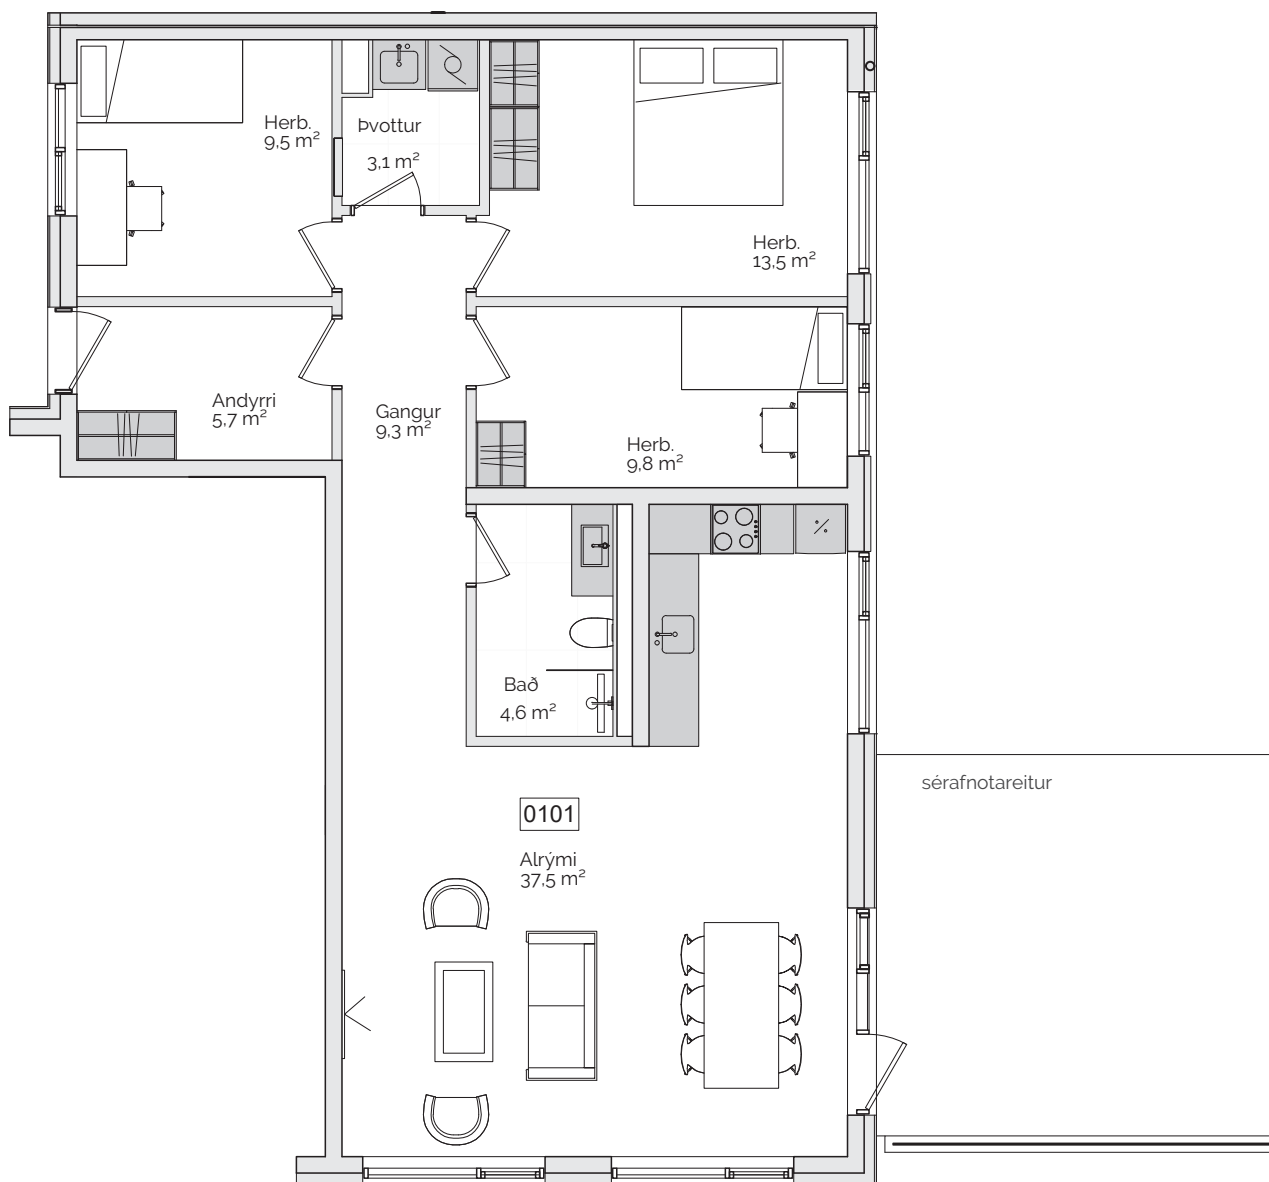 Herb.
9,5 m²
Þvottur
3,1 m²
Herb.
13,5 m²
Andyrri
5,7 m²
Gangur
9,3 m²
Herb.
9,8 m²
Bað
4,6 m²
sérafnotareitur
0101
Alrými
37,5 m²